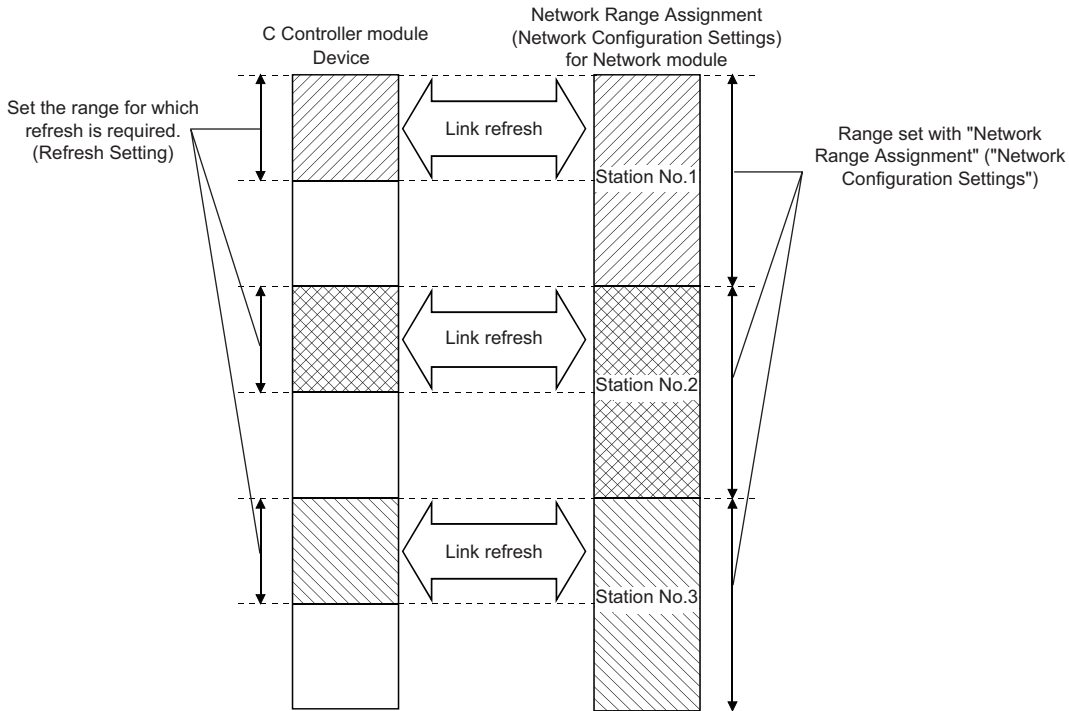 C Controller module
Device
Network Range Assignment
(Network Configuration Settings)
for Network module
Set the range for which
refresh is required.
(Refresh Setting)
Link refresh
Station No.1
Range set with "Network
Range Assignment" ("Network
Configuration Settings")
Link refresh
Station No.2
Link refresh
Station No.3